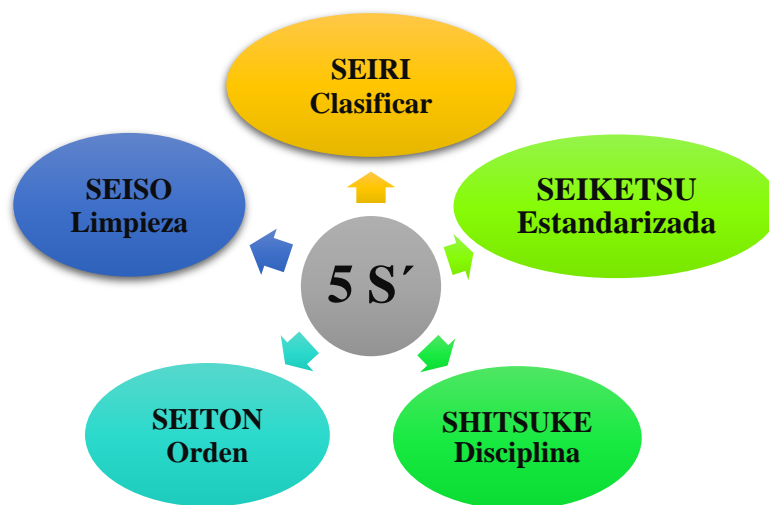 SEIRI
Clasificar
SEISO
Limpieza
SEIKETSU
Estandarizada
5 S´
SEITON
Orden
SHITSUKE
Disciplina